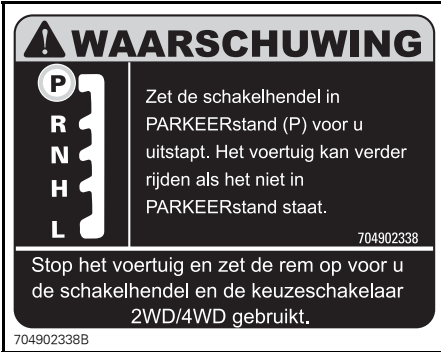 WAARSCHUWING
P
R
N
H
L
Zet de schakelhendel in
PARKEERstand (P) voor u
uitstapt. Het voertuig kan verder
rijden als het niet in
PARKEERstand staat.
704902338
Stop het voertuig en zet de rem op voor u
de schakelhendel en de keuzeschakelaar
2WD/4WD gebruikt.
704902338B